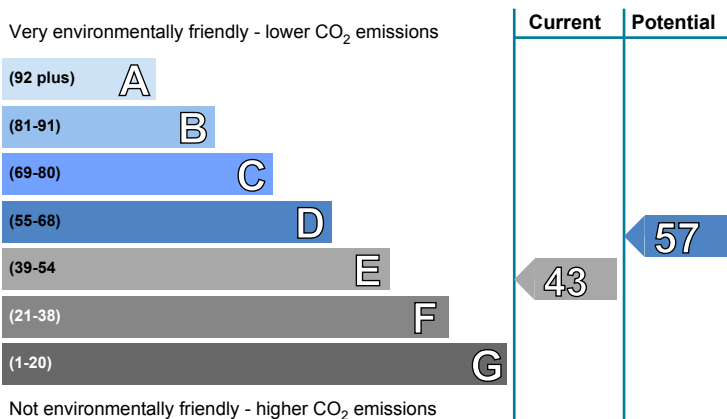 Current Potential
Very environmentally friendly - lower CO2 emissions
(92 plus) A
(81-91) B
(69-80) C
(55-68) D
57
(39-54 E
43
(21-38) F
(1-20) G
Not environmentally friendly - higher CO2 emissions